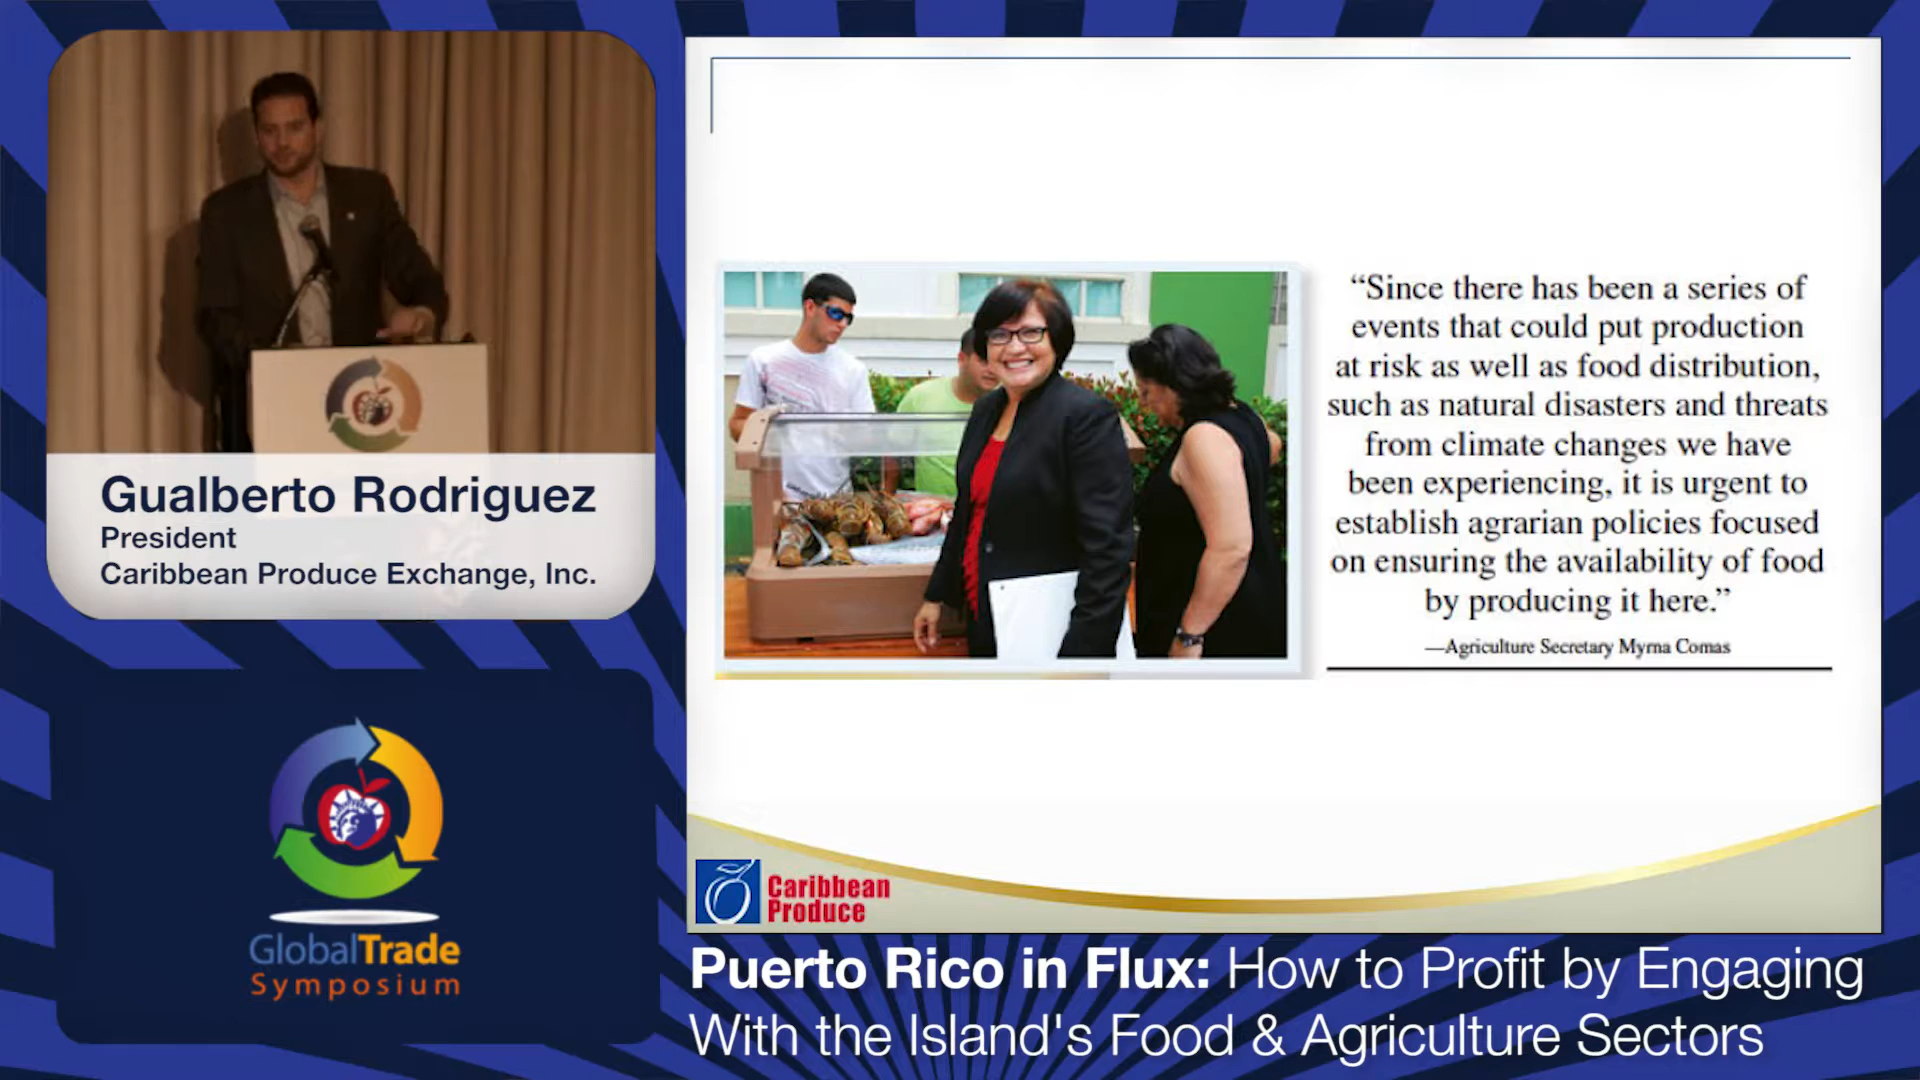 Gualberto Rodriguez
President
Caribbean Produce Exchange, Inc.
GlobalTrade
Symposium
“Since there has been a series of
events that could put production
at risk as well as food distribution,
such as natural disasters and threats
from climate changes we have
been experiencing, it is urgent to
establish agrarian policies focused
on ensuring the availability of food
by producing it here.”
—Agriculture Secretary Myrna Comas
Caribbean
Produce
Puerto Rico in Flux: How to Profit by Engaging
With the Island's Food & Agriculture Sectors